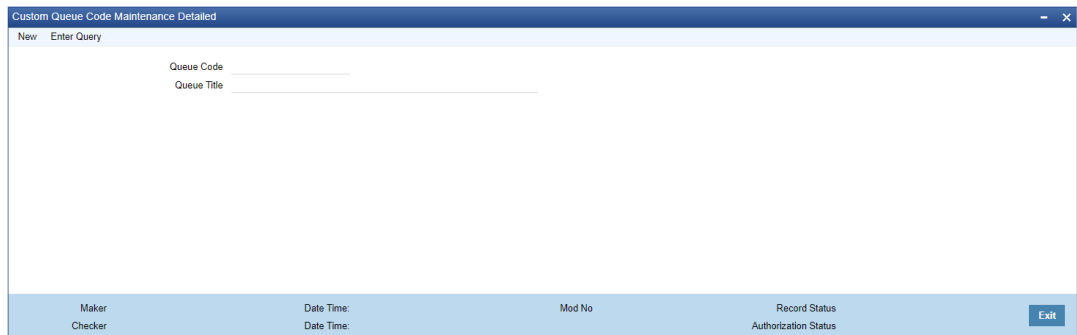 Custom Queue Code Maintenance Detailed
New Enter Query
Queue Code
Queue Title
Maker Date Time: Mod No Record Status
Checker Date Time: Authorization Status
Exit